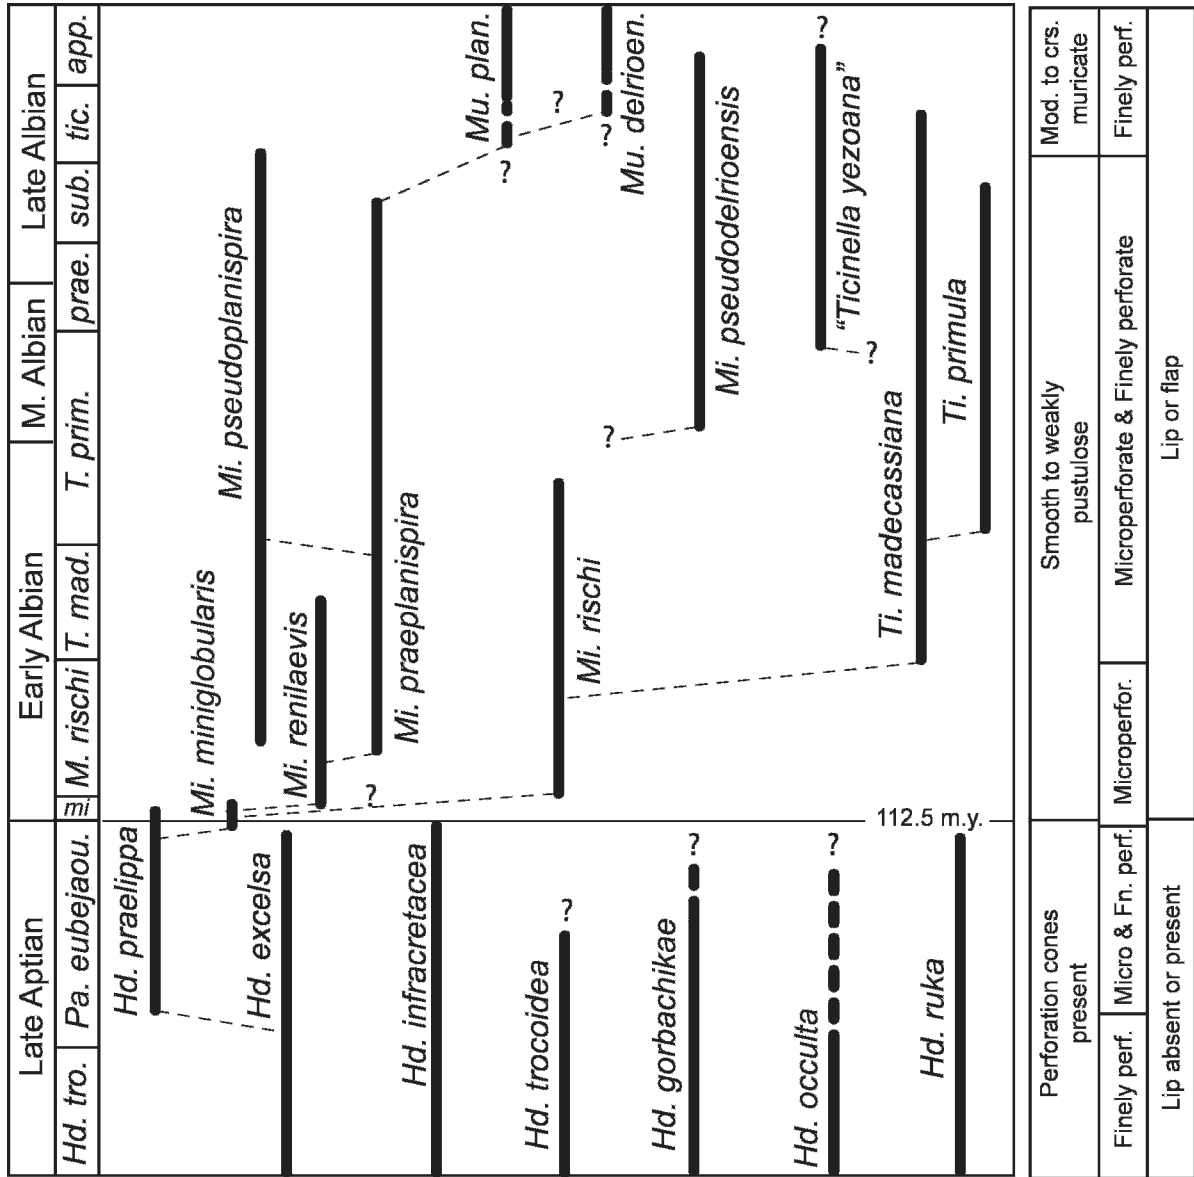 Late Albian
M. Albian
Early Albian
Late Aptian
app.
tic.
sub.
prae.
T. prim.
T. mad.
M. rischi
mi
Pa. eubejaou.
Hd. tro.
Mu. plan.
?
?
Mu. delrioen.
?
Mi. pseudoplanispira
Mi. praeplanispira
Mi. miniglobularis
Mi. renilaevis
?
Mi. rischi
?
Mi. pseudodelrioensis
?
"Ticinella yezoana"
?
Ti. madecassiana
Ti. primula
112.5 m.y.
Hd. praelippa
Hd. excelsa
Hd. infracretacea
?
Hd. trocoidea
?
Hd. gorbachikae
?
Hd. occulta
Hd. ruka
Mod. to crs.
muricate
Smooth to weakly
pustulose
Perforation cones
present
Finely perf.
Microperforate & Finely perforate
Microperfor.
Micro & Fn. perf.
Finely perf.
Lip or flap
Lip absent or present